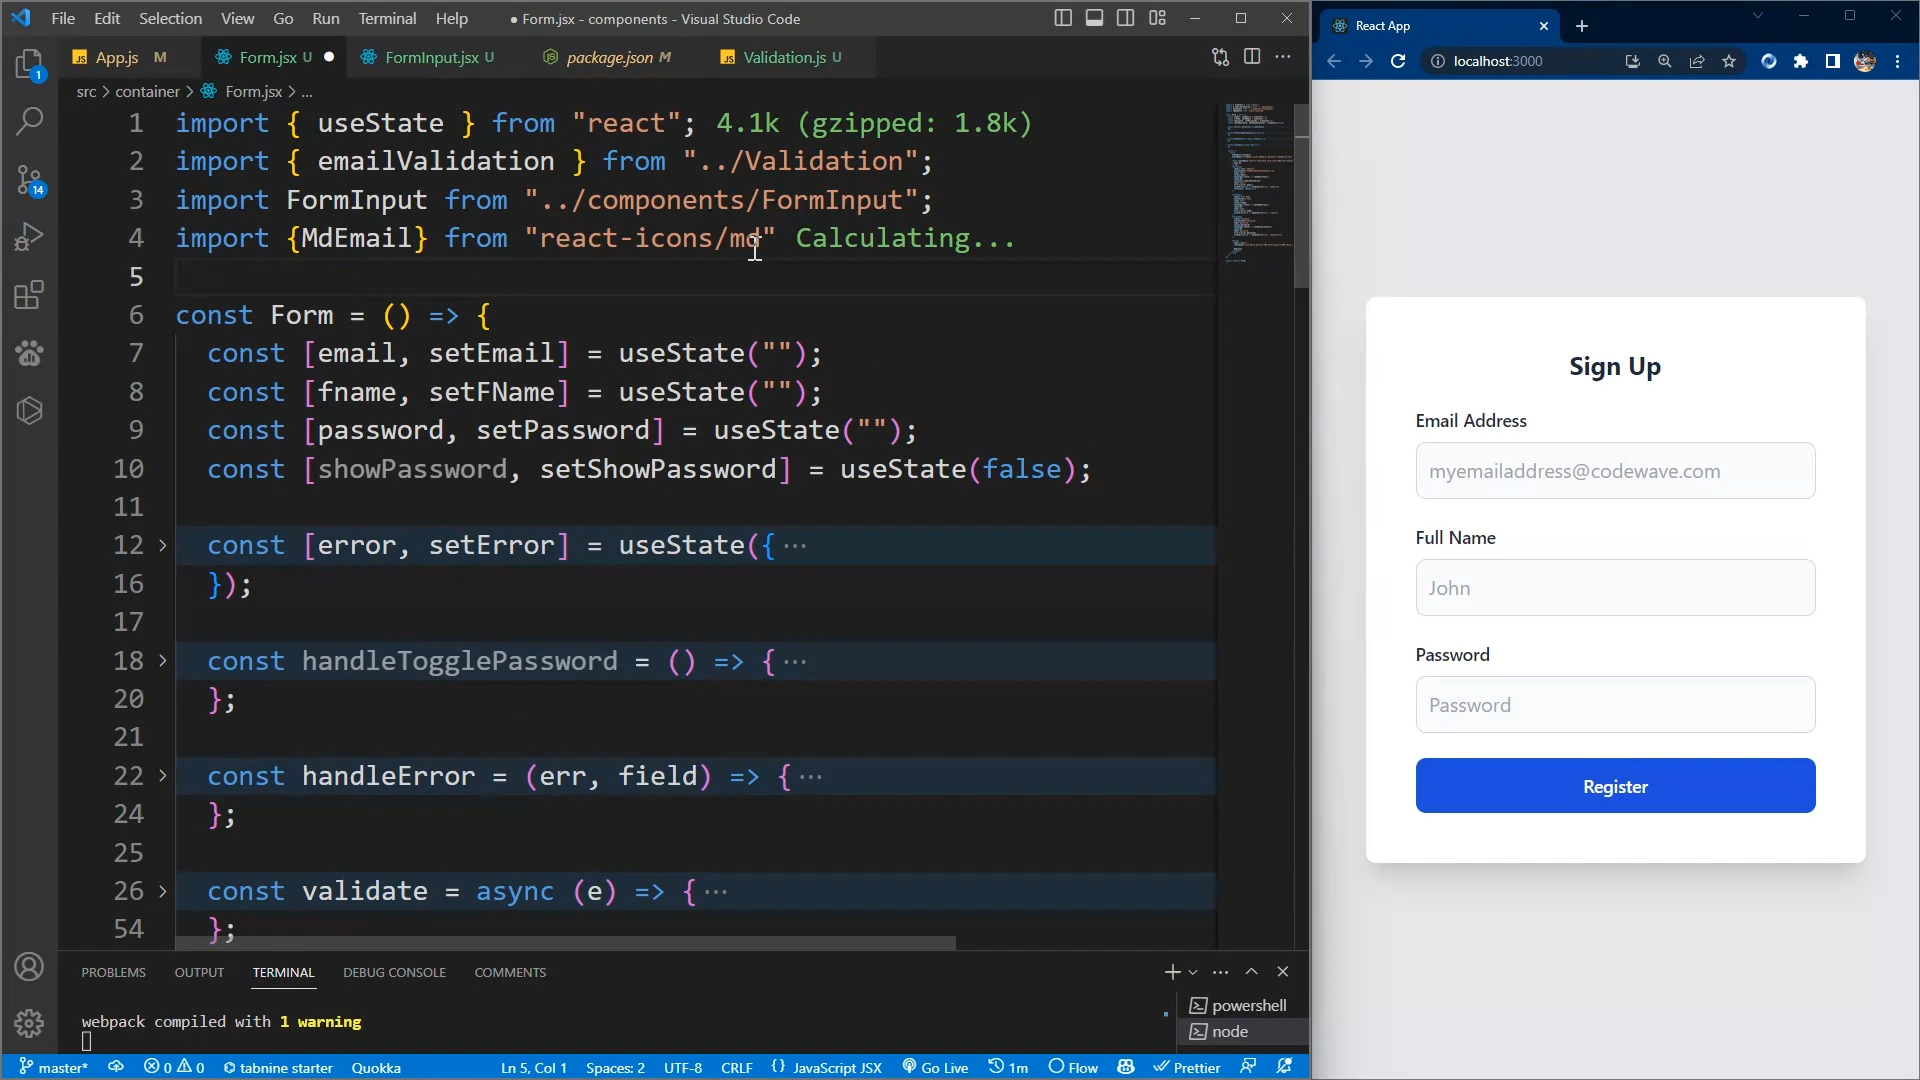 File Edit Selection View Go Run Terminal Help ● Form.jsx - components - Visual Studio Code
JS App.js M Form.jsx U FormInput.jsx U package.json M JS Validation.js U
src > container > Form.jsx > ...
1 import { useState } from "react"; 4.1k (gzipped: 1.8k)
2 import { emailValidation } from "../Validation";
3 import FormInput from "../components/FormInput";
4 import {MdEmail} from "react-icons/md" Calculating...
5
6 const Form = () => {
7 const [email, setEmail] = useState("");
8 const [fname, setFName] = useState("");
9 const [password, setPassword] = useState("");
10 const [showPassword, setShowPassword] = useState(false);
11
12 > const [error, setError] = useState({ ···
16 });
17
18 > const handleTogglePassword = () => { ···
20 };
21
22 > const handleError = (err, field) => { ···
24 };
25
26 > const validate = async (e) => { ···
54 };
1
14
PROBLEMS OUTPUT TERMINAL DEBUG CONSOLE COMMENTS
webpack compiled with 1 warning
powershell
node
master* 0 0 tabnine starter Quokka Ln 5, Col 1 Spaces: 2 UTF-8 CRLF {} JavaScript JSX Go Live 1m Flow Prettier
React App
localhost:3000
Sign Up
Email Address
myemailaddress@codewave.com
Full Name
John
Password
Password
Register